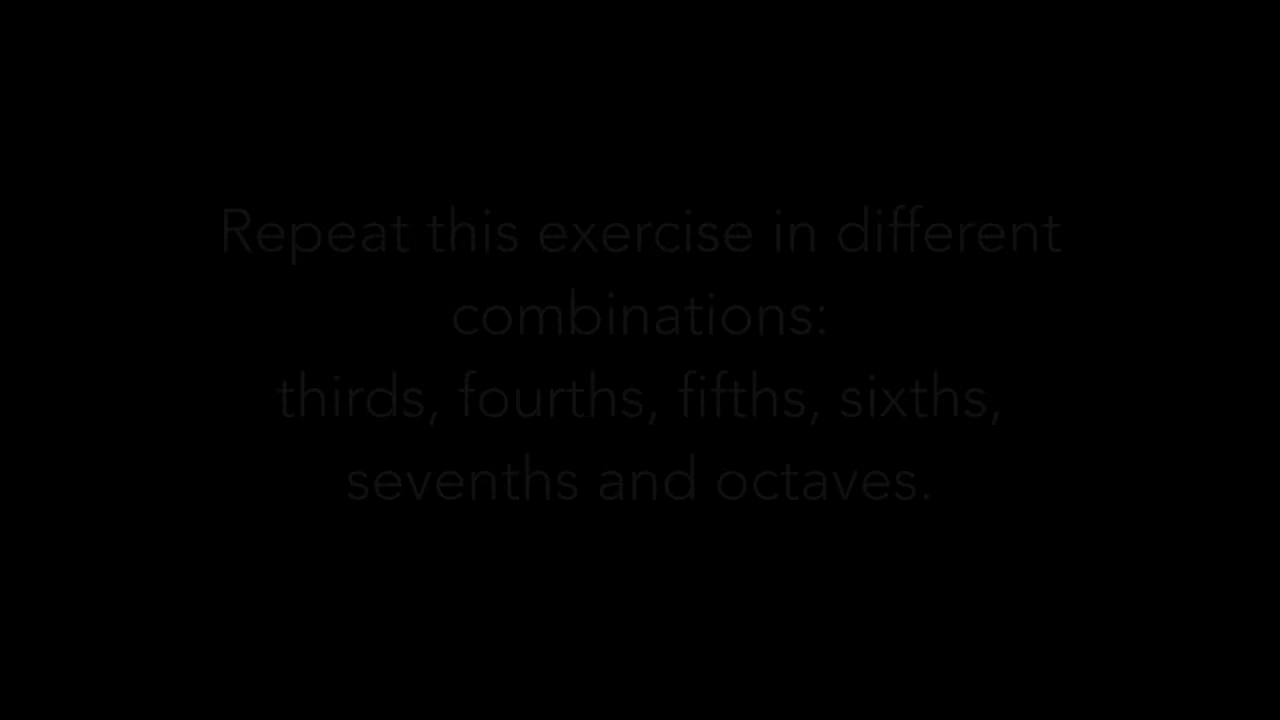 Repeat this exercise in different
combinations:
thirds, fourths, fifths, sixths,
sevenths and octaves.